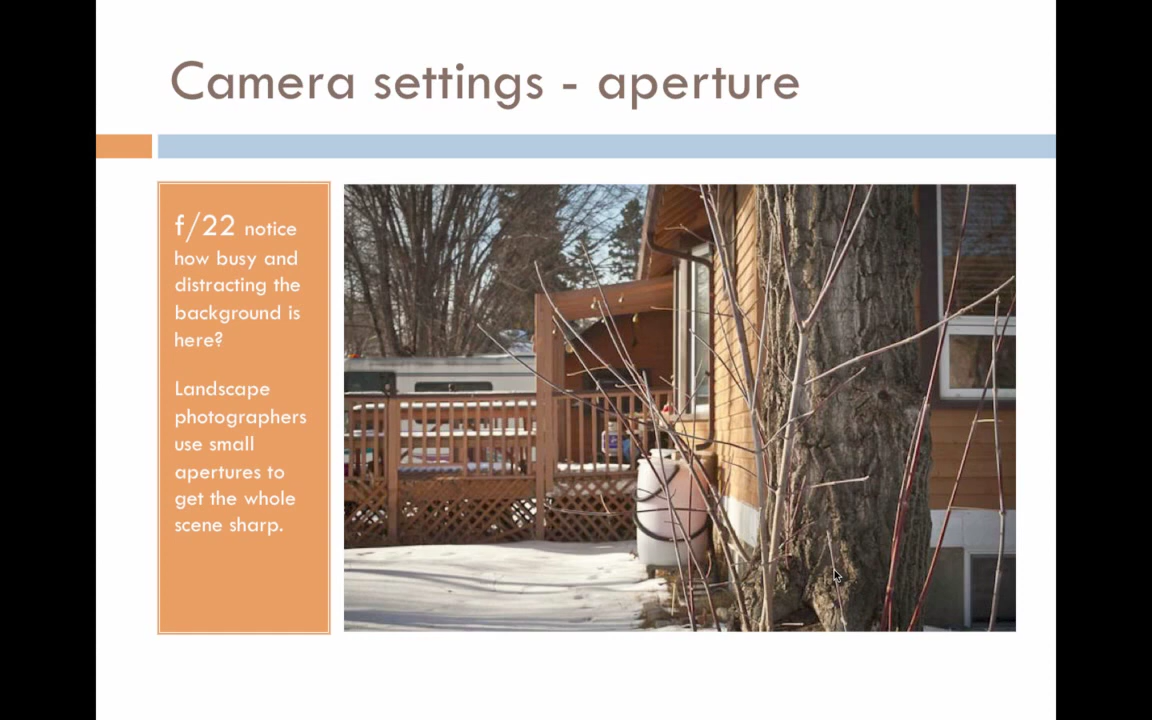 Camera settings - aperture
f/22 notice
how busy and
distracting the
background is
here?
Landscape
photographers
use small
apertures to
get the whole
scene sharp.